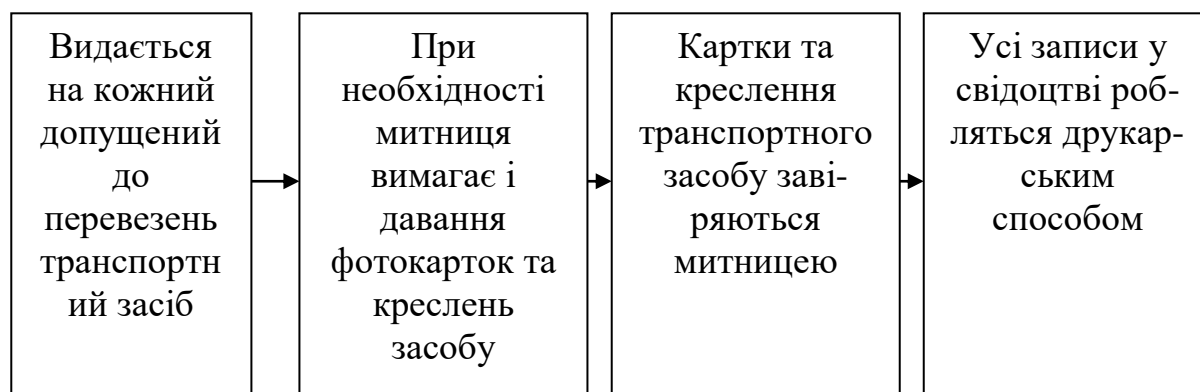 Видається
на кожний
допущений
до
перевезень
транспортн
ий засіб
При
необхідності
митниця
вимагає і
давання
фотокарток та
креслень
засобу
Картки та
креслення
транспортного
засобу заві-
ряються
митницею
Усі записи у
свідоцтві роб-
ляться друкар-
ським
способом